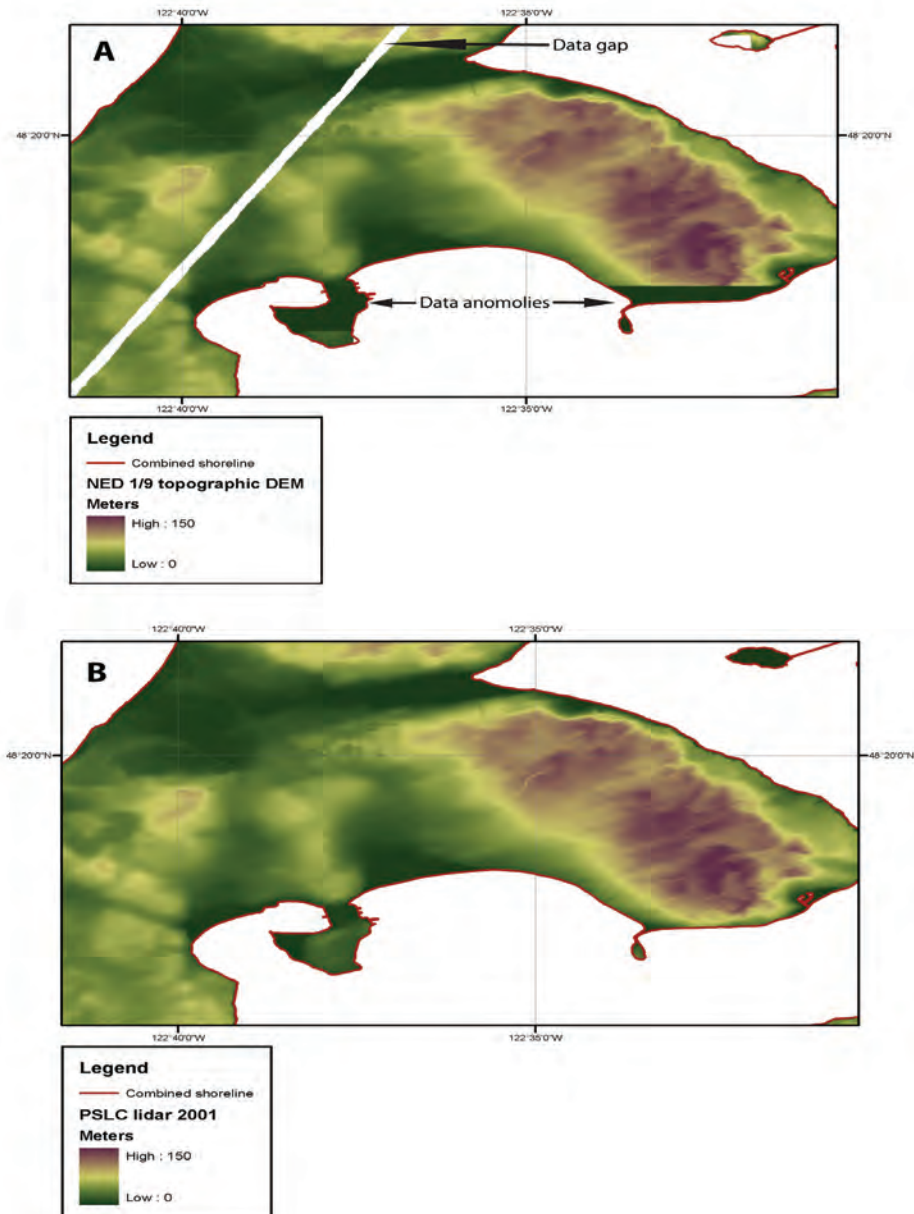 122°40'0"W
122°35'0"W
A
Data gap
48°20'0"N
48°20'0"N
Data anomolies
122°40'0"W
122°35'0"W
Legend
Combined shoreline
NED 1/9 topographic DEM
Meters
High : 150
Low : 0
122°40'0"W
122°35'0"W
B
48°20'0"N
48°20'0"N
122°40'0"W
122°35'0"W
Legend
Combined shoreline
PSLC lidar 2001
Meters
High : 150
Low : 0